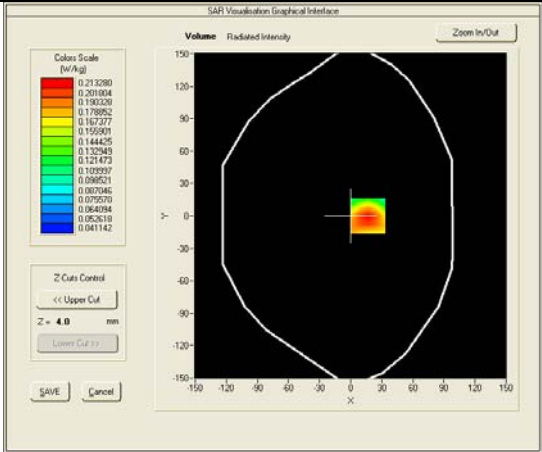 SAR Visualisation Graphical Interface
Volume Radiated Intensity
Zoom In/Out
Colors Scale
(W/kg)
0.213280
0.201804
0.190328
0.178852
0.167377
0.155901
0.144425
0.132949
0.121473
0.109997
0.098521
0.087046
0.075570
0.064094
0.052618
0.041142
Z-Cuts Control
<< Upper Cut
Z = 4.0 mm
Lower Cut >>
SAVE Cancel
150
120
90
60
30
0
-30
-60
-90
-120
-150
Y
-150 -120 -90 -60 -30 0 30 60 90 120 150
X